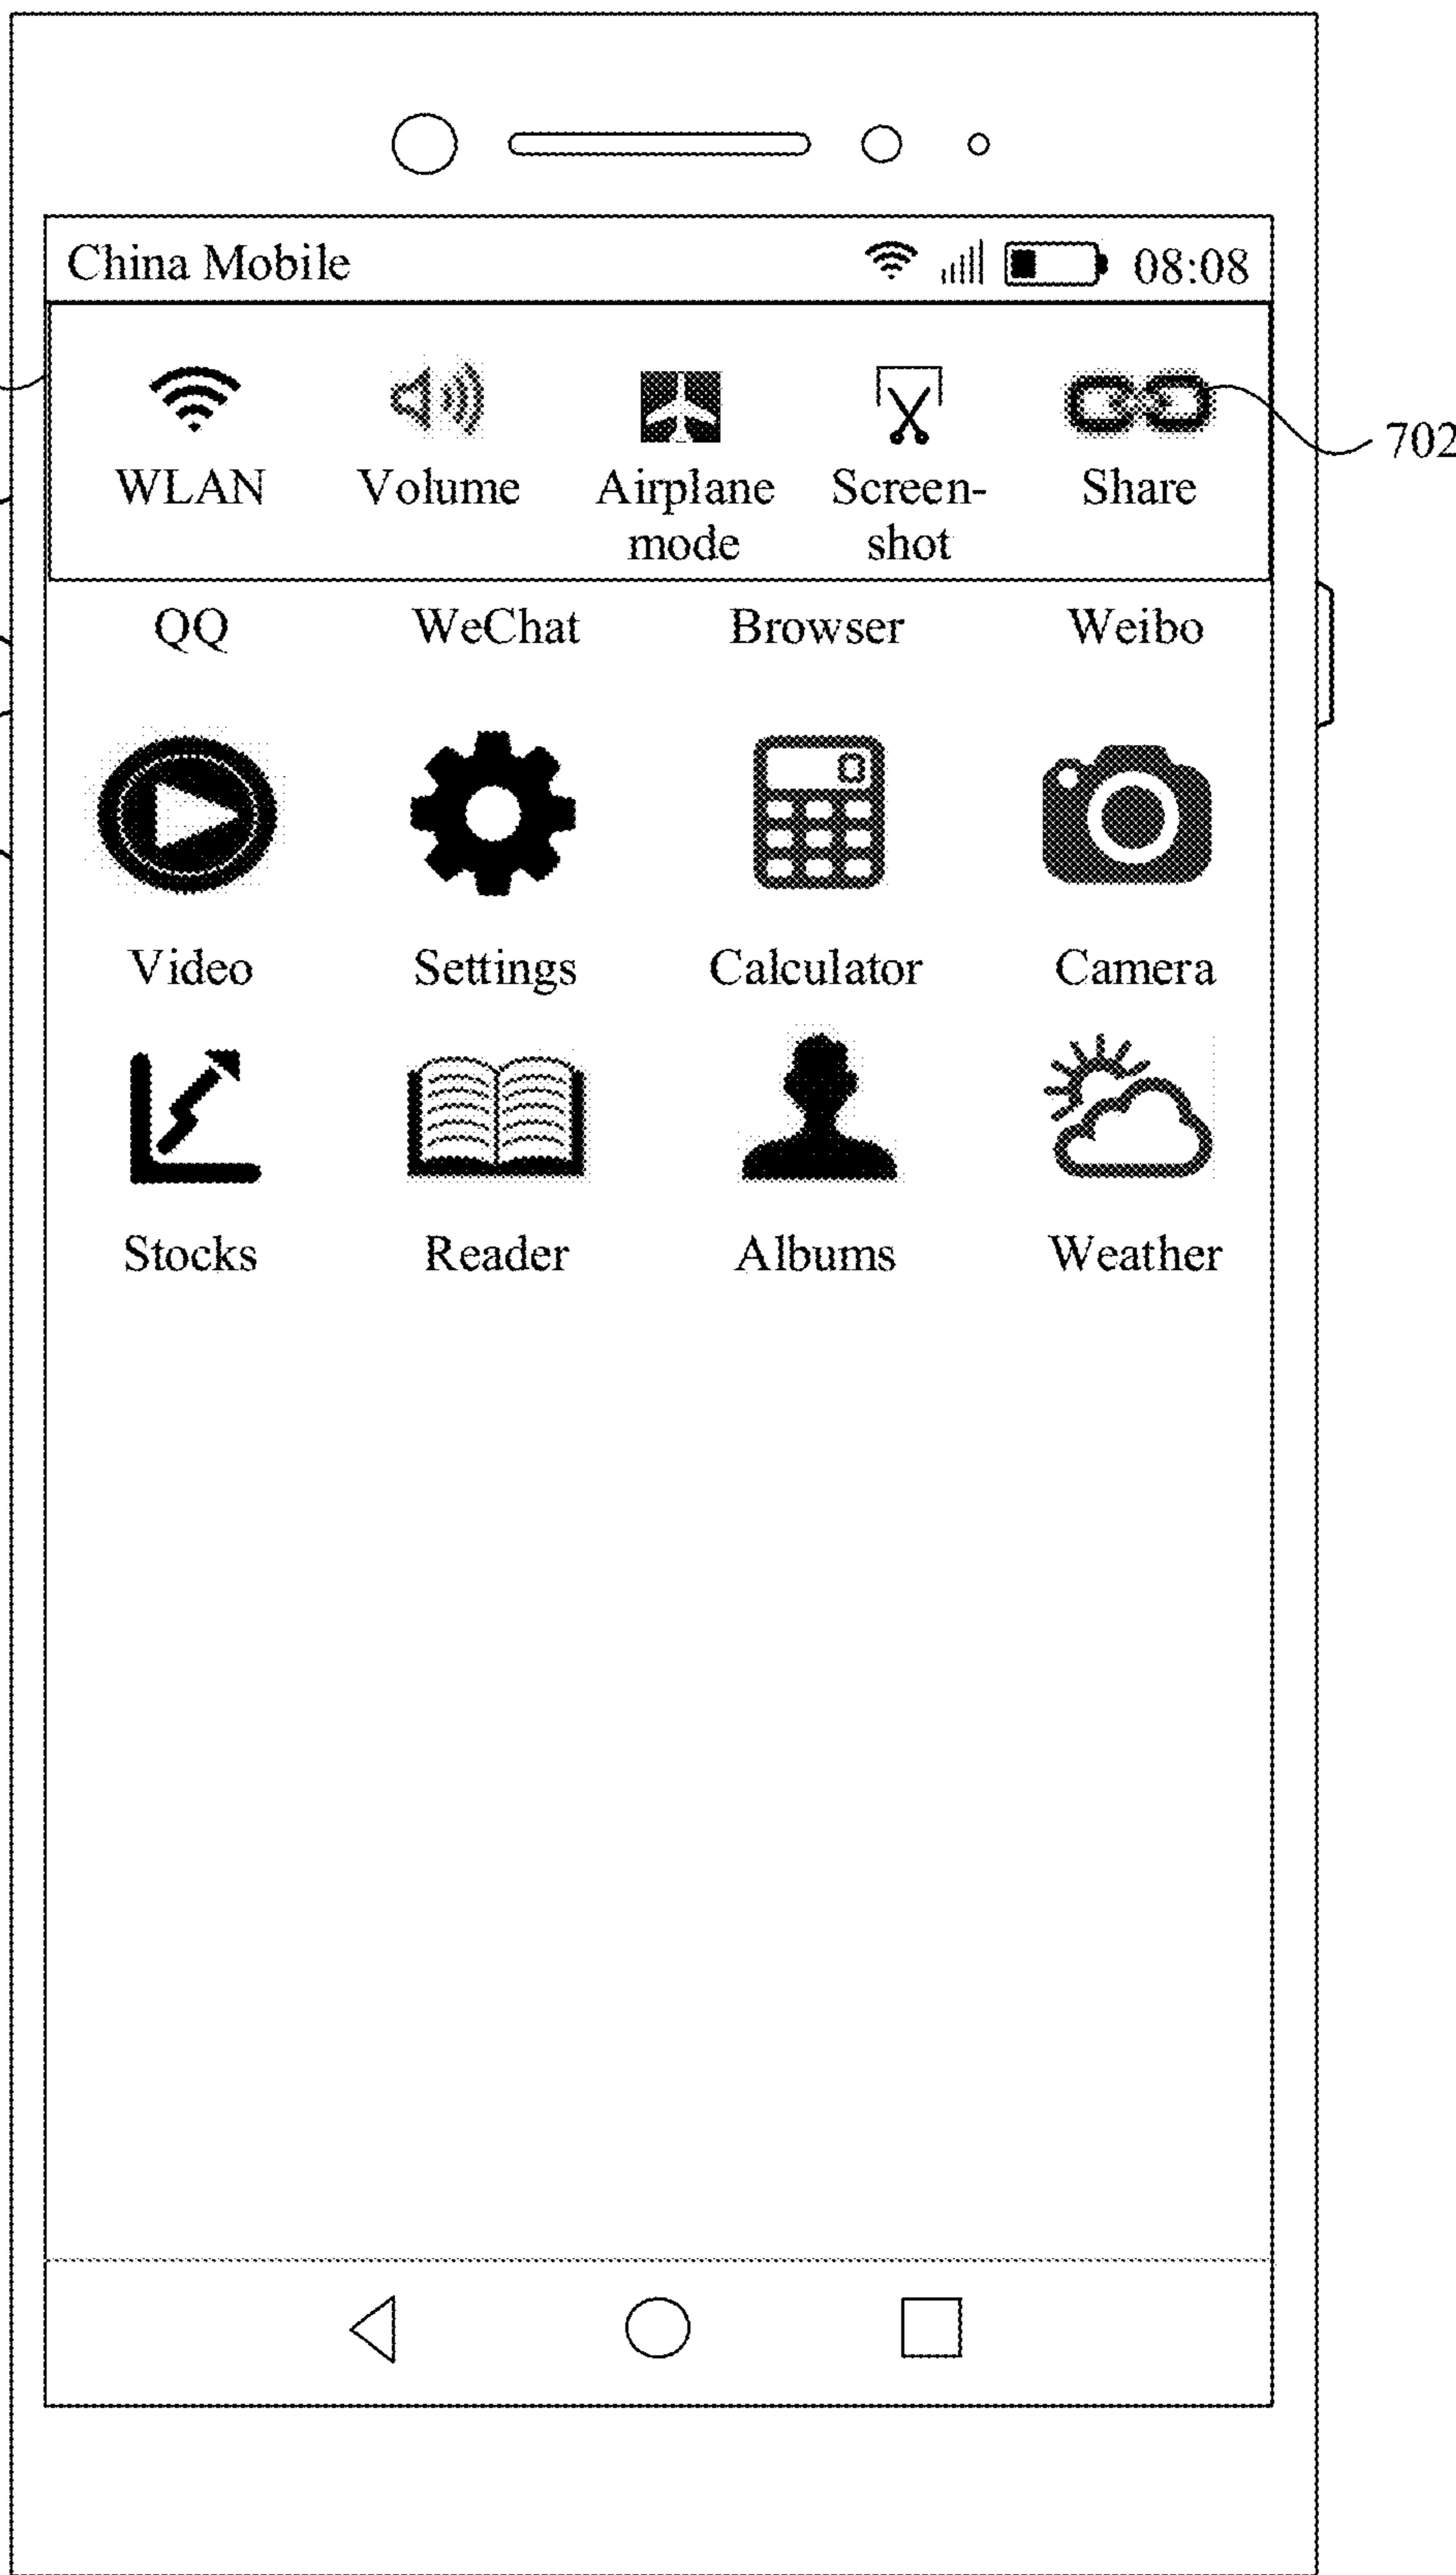 China Mobile 08:08
WLAN Volume Airplane mode Screen-shot Share
702
QQ WeChat Browser Weibo
Video Settings Calculator Camera
Stocks Reader Albums Weather